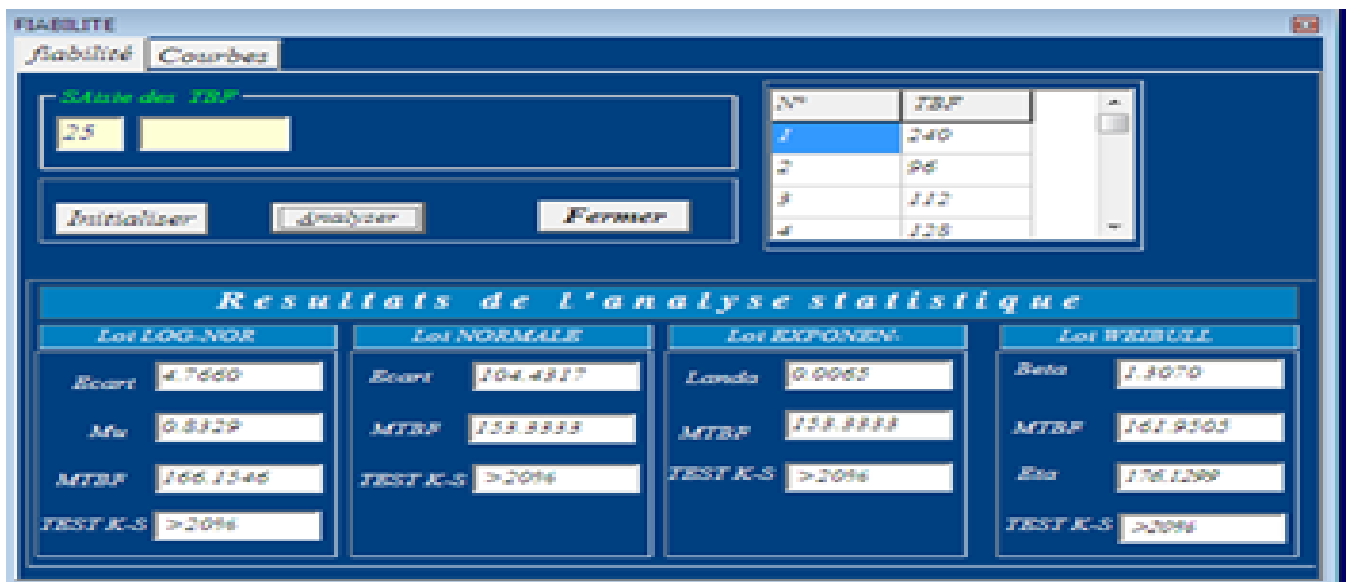 FIABILITE
fiabilité Courbes
SAisie des TBF
25
N° TBF
1 240
2 96
3 112
4 128
Initialiser Analyser Fermer
Resultats de l'analyse statistique
Loi LOG-NOR
Ecart 4.7660
Mu 0.8329
MTBF 166.1546
TEST K-S >20%
Loi NORMALE
Ecart 104.4317
MTBF 153.3333
TEST K-S >20%
Loi EXPONEN-
Landa 0.0065
MTBF 153.3333
TEST K-S >20%
Loi WEIBULL
Beta 1.3070
MTBF 161.9505
Eta 176.1299
TEST K-S >20%